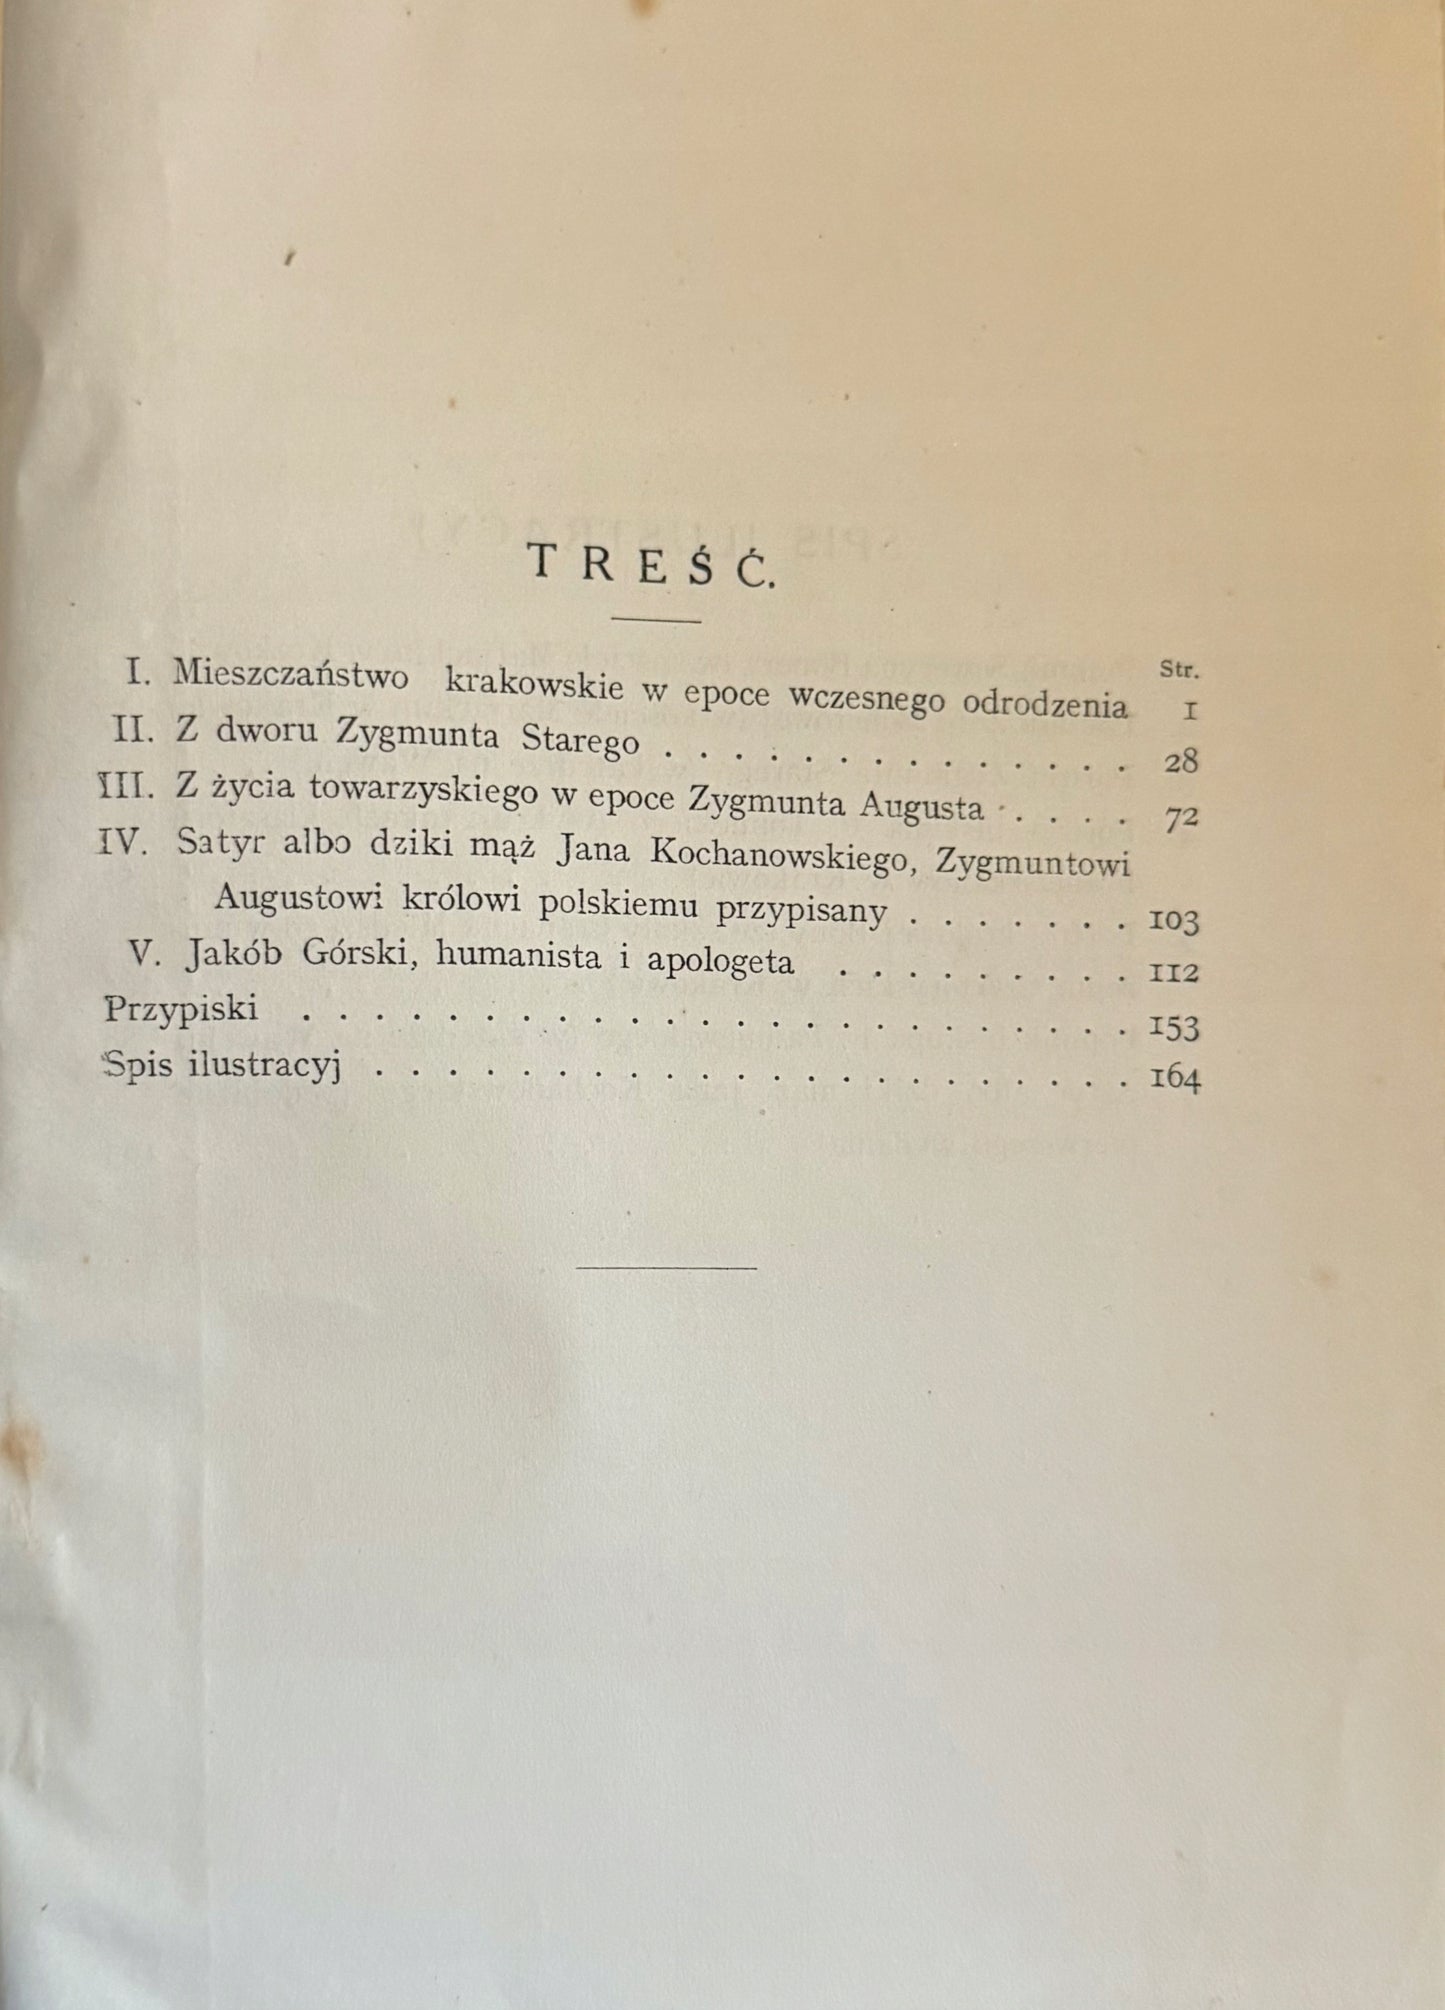 TREŚĆ.
Str.
I. Mieszczaństwo krakowskie w epoce wczesnego odrodzenia 1
II. Z dworu Zygmunta Starego . . . . . . . . . . . . . . 28
III. Z życia towarzyskiego w epoce Zygmunta Augusta . . . . . 72
IV. Satyr albo dziki mąż Jana Kochanowskiego, Zygmuntowi
Augustowi królowi polskiemu przypisany . . . . . . . 103
V. Jakób Górski, humanista i apologeta . . . . . . . . . 112
Przypiski . . . . . . . . . . . . . . . . . . . . . . . 153
Spis ilustracyj . . . . . . . . . . . . . . . . . . . . . 164